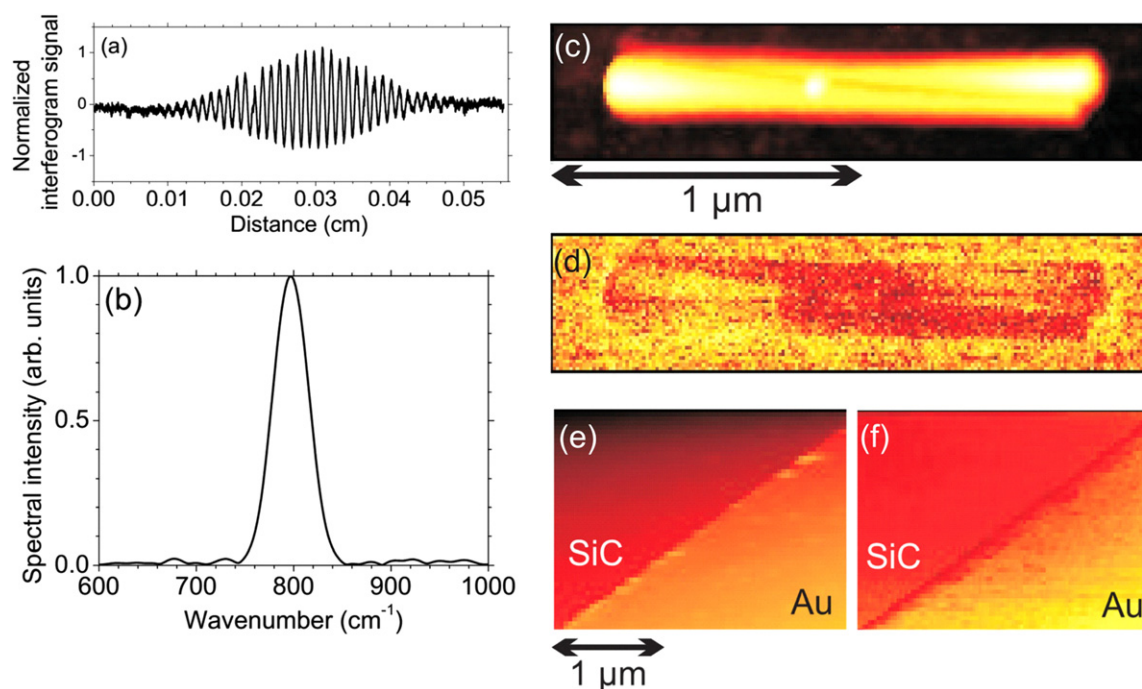 (a)
Normalized
interferogram signal
1
0
-1
0.00 0.01 0.02 0.03 0.04 0.05
Distance (cm)
(b)
Spectral intensity (arb. units)
1.0
0.5
0.0
600 700 800 900 1000
Wavenumber (cm⁻¹)
(c)
1 µm
(d)
(e)
SiC
Au
1 µm
(f)
SiC
Au